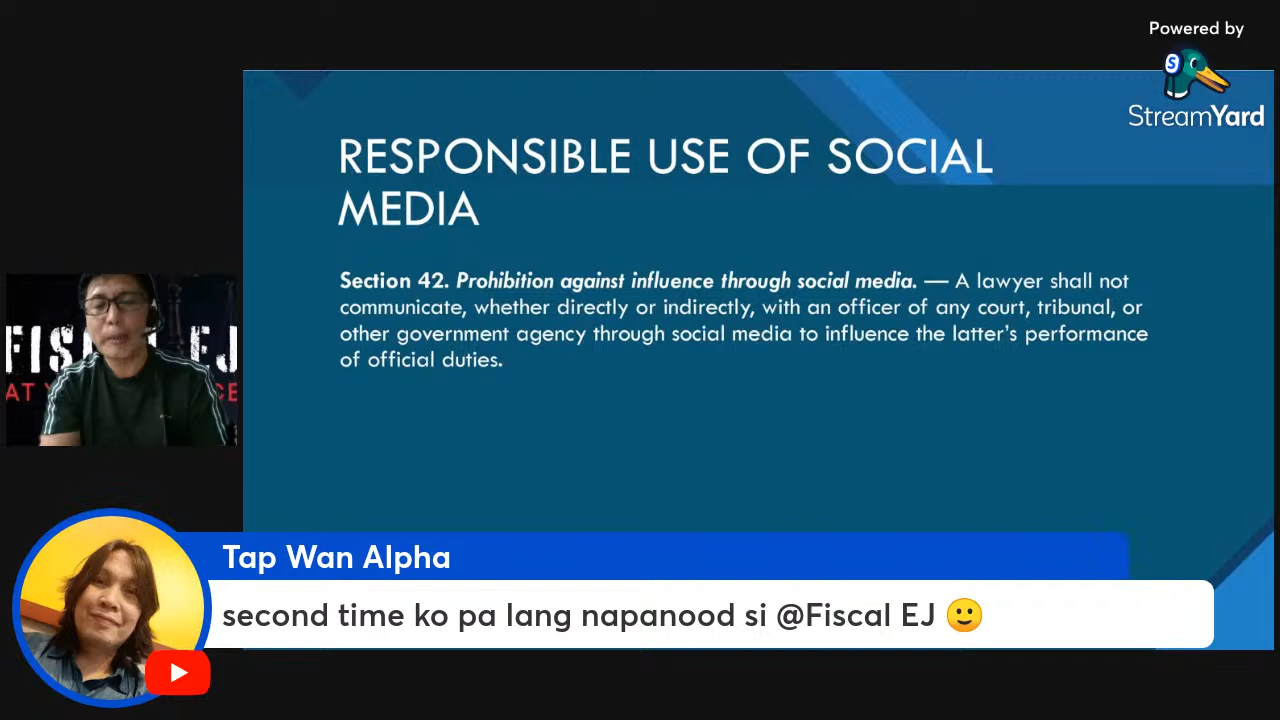 Powered by
StreamYard
RESPONSIBLE USE OF SOCIAL
MEDIA
Section 42. Prohibition against influence through social media. — A lawyer shall not
communicate, whether directly or indirectly, with an officer of any court, tribunal, or
other government agency through social media to influence the latter's performance
of official duties.
EJ
AT
Tap Wan Alpha
second time ko pa lang napanood si @Fiscal EJ 🙂